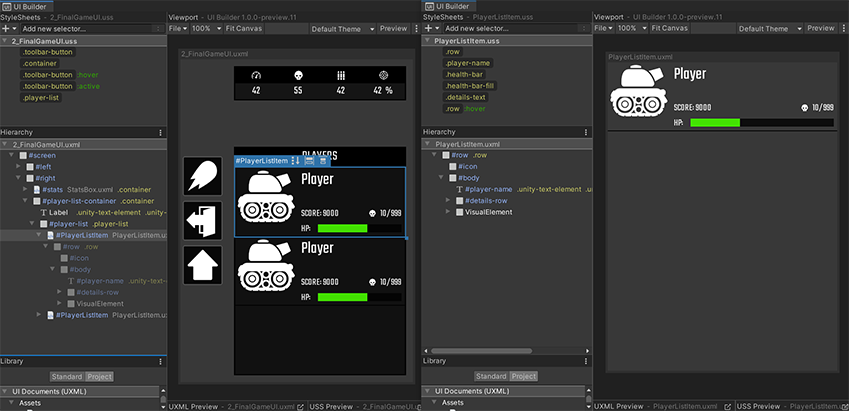 UI Builder
StyleSheets - 2_FinalGameUI.uss
Add new selector...
2_FinalGameUI.uss
.toolbar-button
.container
.toolbar-button :hover
.toolbar-button :active
.player-list
Hierarchy
2_FinalGameUI.uxml
#screen
#left
#right
#stats StatsBox.uxml .container
#player-list-container .container
Label .unity-text-element .unity-
#player-list .player-list
#PlayerListItem PlayerListItem.u
#row .row
#icon
#body
#player-name .unity-text-
#details-row
VisualElement
#PlayerListItem PlayerListItem.u
Library
Standard Project
UI Documents (UXML)
Assets
Viewport - UI Builder 1.0.0-preview.11
File 100% Fit Canvas Default Theme Preview
2_FinalGameUI.uxml
42 55 42 42 %
PLAYERS
#PlayerListItem
Player
SCORE: 9000 10/999
HP:
Player
SCORE: 9000 10/999
HP:
UXML Preview - 2_FinalGameUI.uxml USS Preview - 2_FinalGameU
UI Builder
StyleSheets - PlayerListItem.uss
Add new selector...
PlayerListItem.uss
.row
.player-name
.health-bar
.health-bar-fill
.details-text
.row :hover
Hierarchy
PlayerListItem.uxml
#row .row
#icon
#body
#player-name .unity-text-element .u
#details-row
VisualElement
Library
Standard Project
UI Documents (UXML)
Assets
Viewport - UI Builder 1.0.0-preview.11
File 100% Fit Canvas Default Theme Preview
PlayerListItem.uxml
Player
SCORE: 9000 10/999
HP:
UXML Preview - PlayerListItem.uxml USS Preview - PlayerListItem.us